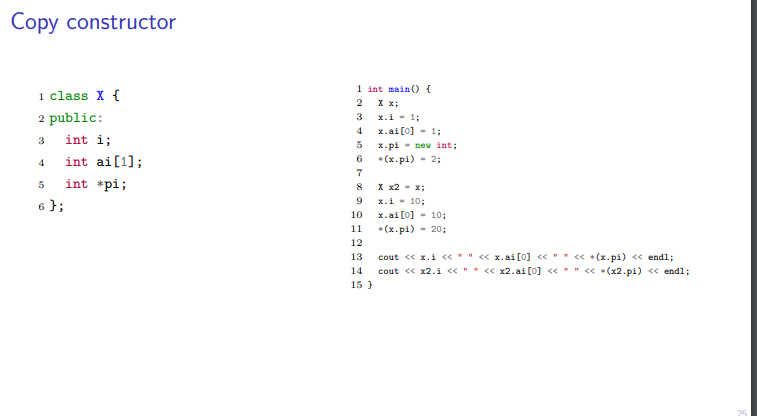 Copy constructor
1 class X {
2 public:
3 int i;
4 int ai[1];
5 int *pi;
6 };
1 int main() {
2 X x;
3 x.i = 1;
4 x.ai[0] = 1;
5 x.pi = new int;
6 *(x.pi) = 2;
7
8 X x2 = x;
9 x.i = 10;
10 x.ai[0] = 10;
11 *(x.pi) = 20;
12
13 cout << x.i << " " << x.ai[0] << " " << *(x.pi) << endl;
14 cout << x2.i << " " << x2.ai[0] << " " << *(x2.pi) << endl;
15 }
25